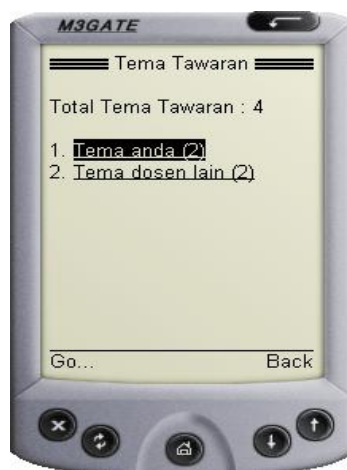 M3GATE
Tema Tawaran
Total Tema Tawaran : 4
1. Tema anda (2)
2. Tema dosen lain (2)
Go... Back